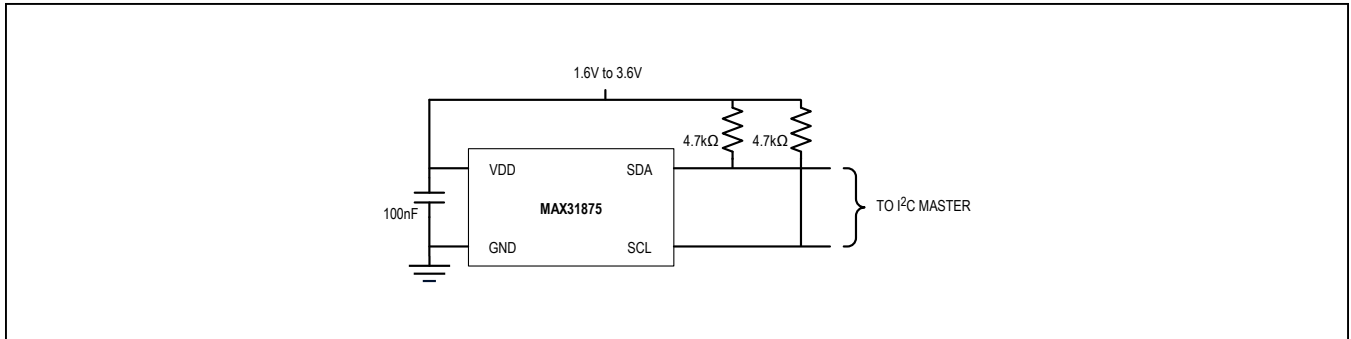 1.6V to 3.6V
4.7kΩ 4.7kΩ
VDD SDA
100nF MAX31875 TO I²C MASTER
GND SCL